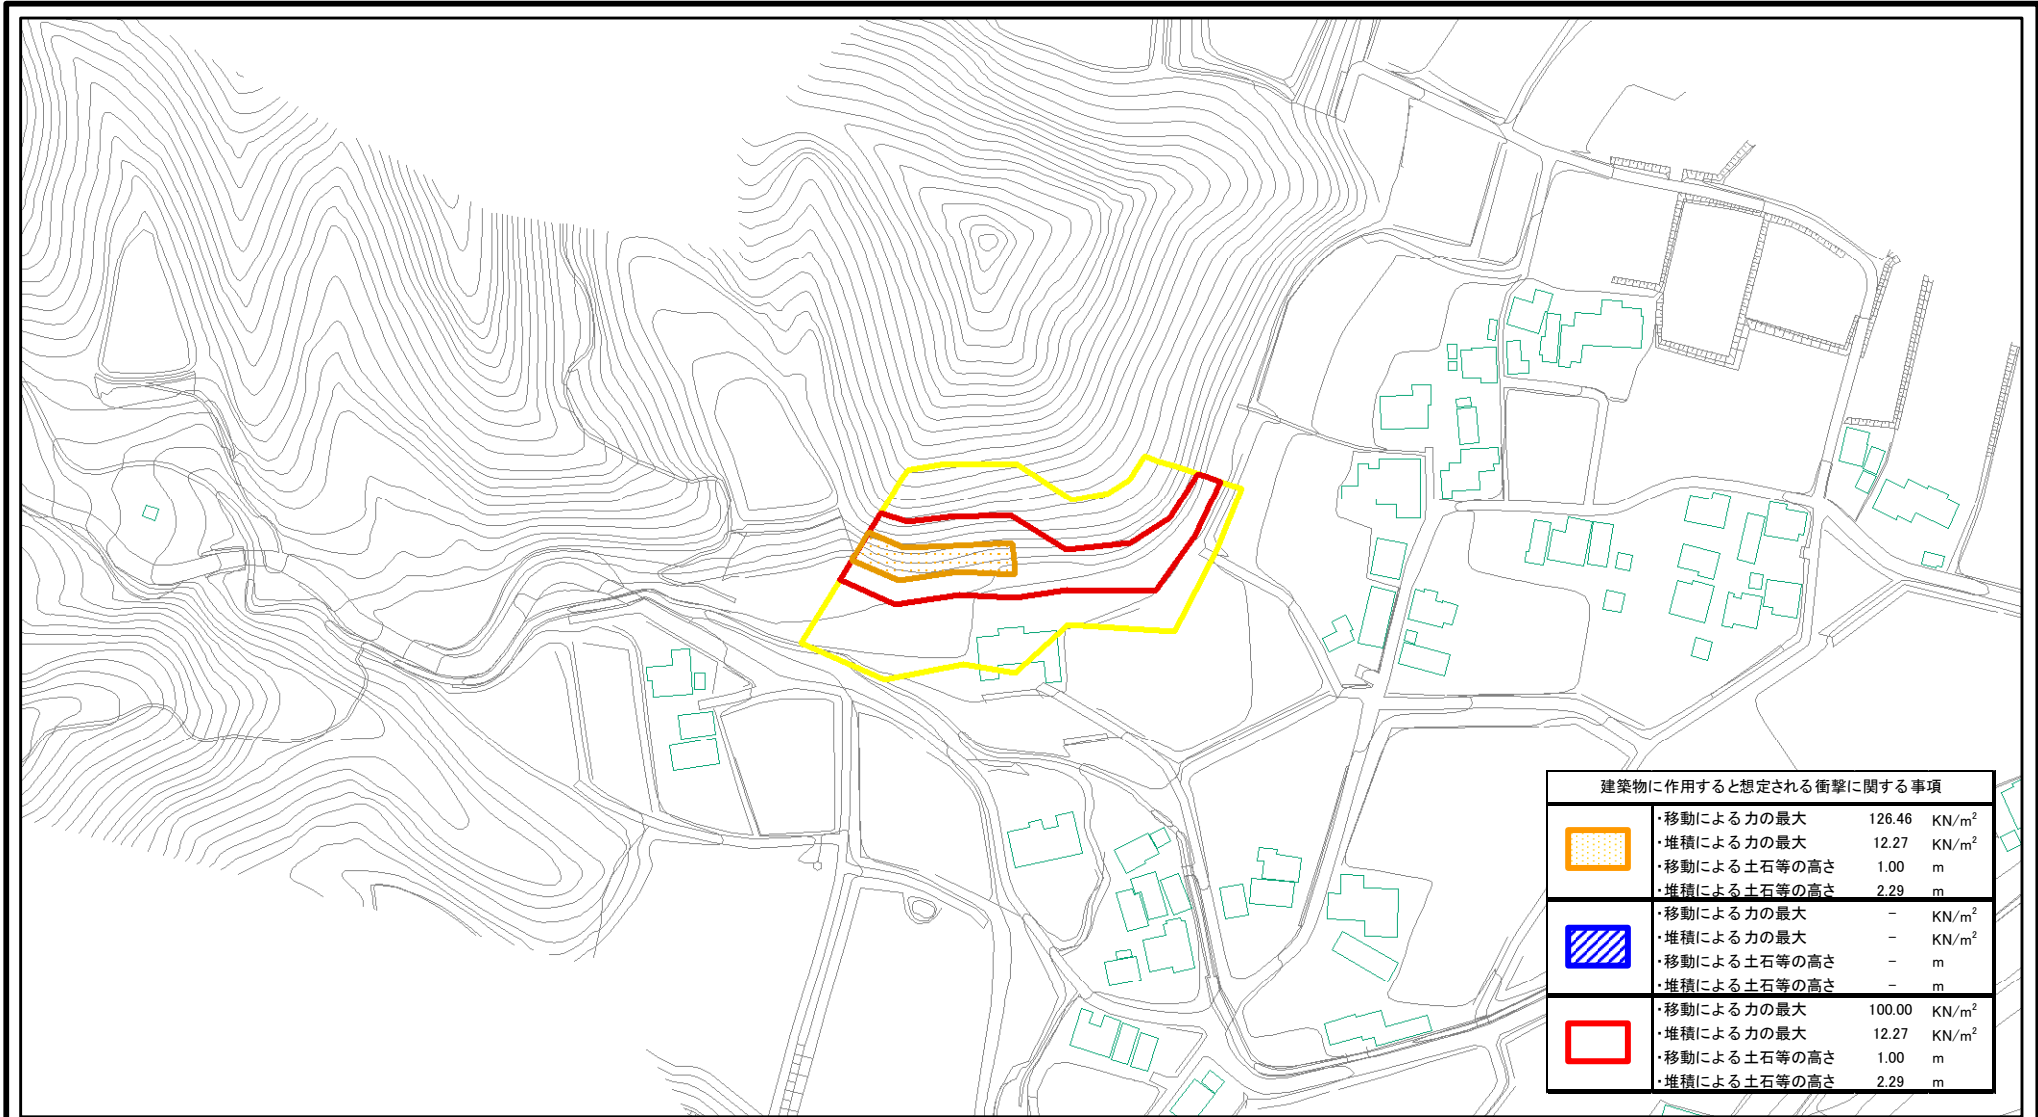 建築物に作用すると想定される衝撃に関する事項
・移動による力の最大 126.46 KN/m²
・堆積による力の最大 12.27 KN/m²
・移動による土石等の高さ 1.00 m
・堆積による土石等の高さ 2.29 m
・移動による力の最大 － KN/m²
・堆積による力の最大 － KN/m²
・移動による土石等の高さ － m
・堆積による土石等の高さ － m
・移動による力の最大 100.00 KN/m²
・堆積による力の最大 12.27 KN/m²
・移動による土石等の高さ 1.00 m
・堆積による土石等の高さ 2.29 m